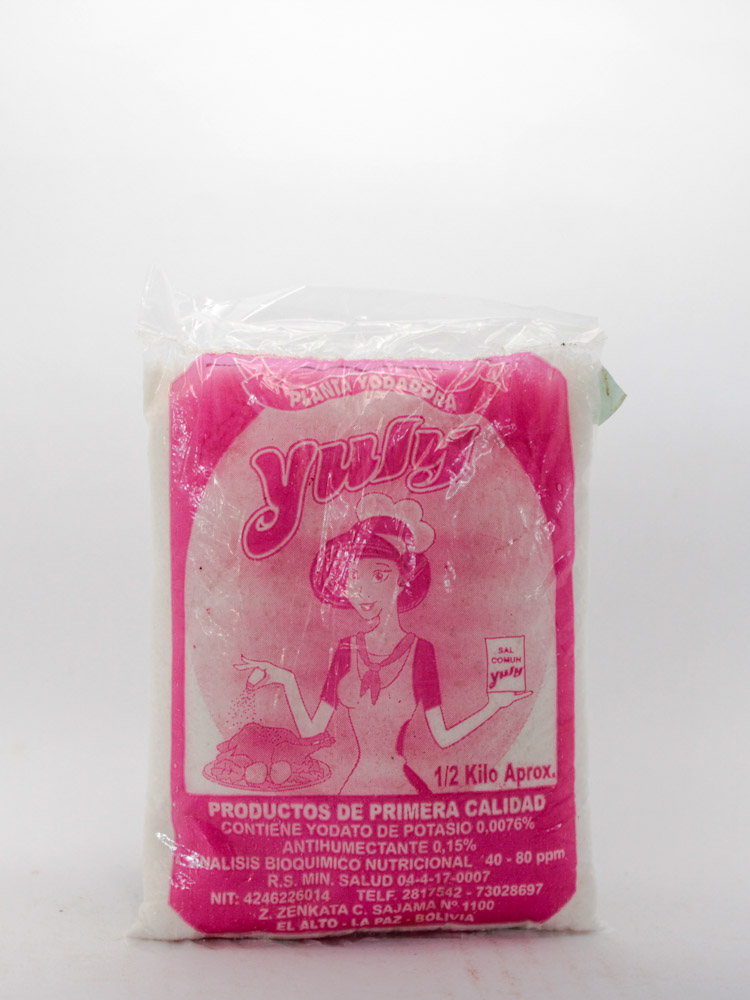 PLANTA YODADORA
yuly
SAL
COMUN
yuly
1/2 Kilo Aprox.
PRODUCTOS DE PRIMERA CALIDAD
CONTIENE YODATO DE POTASIO 0,0076%
ANTIHUMECTANTE 0,15%
ANALISIS BIOQUIMICO NUTRICIONAL 40 - 80 ppm
R.S. MIN. SALUD 04-4-17-0007
NIT: 4246226014 TELF. 2817542 - 73028697
Z. ZENKATA C. SAJAMA Nº 1100
EL ALTO - LA PAZ - BOLIVIA